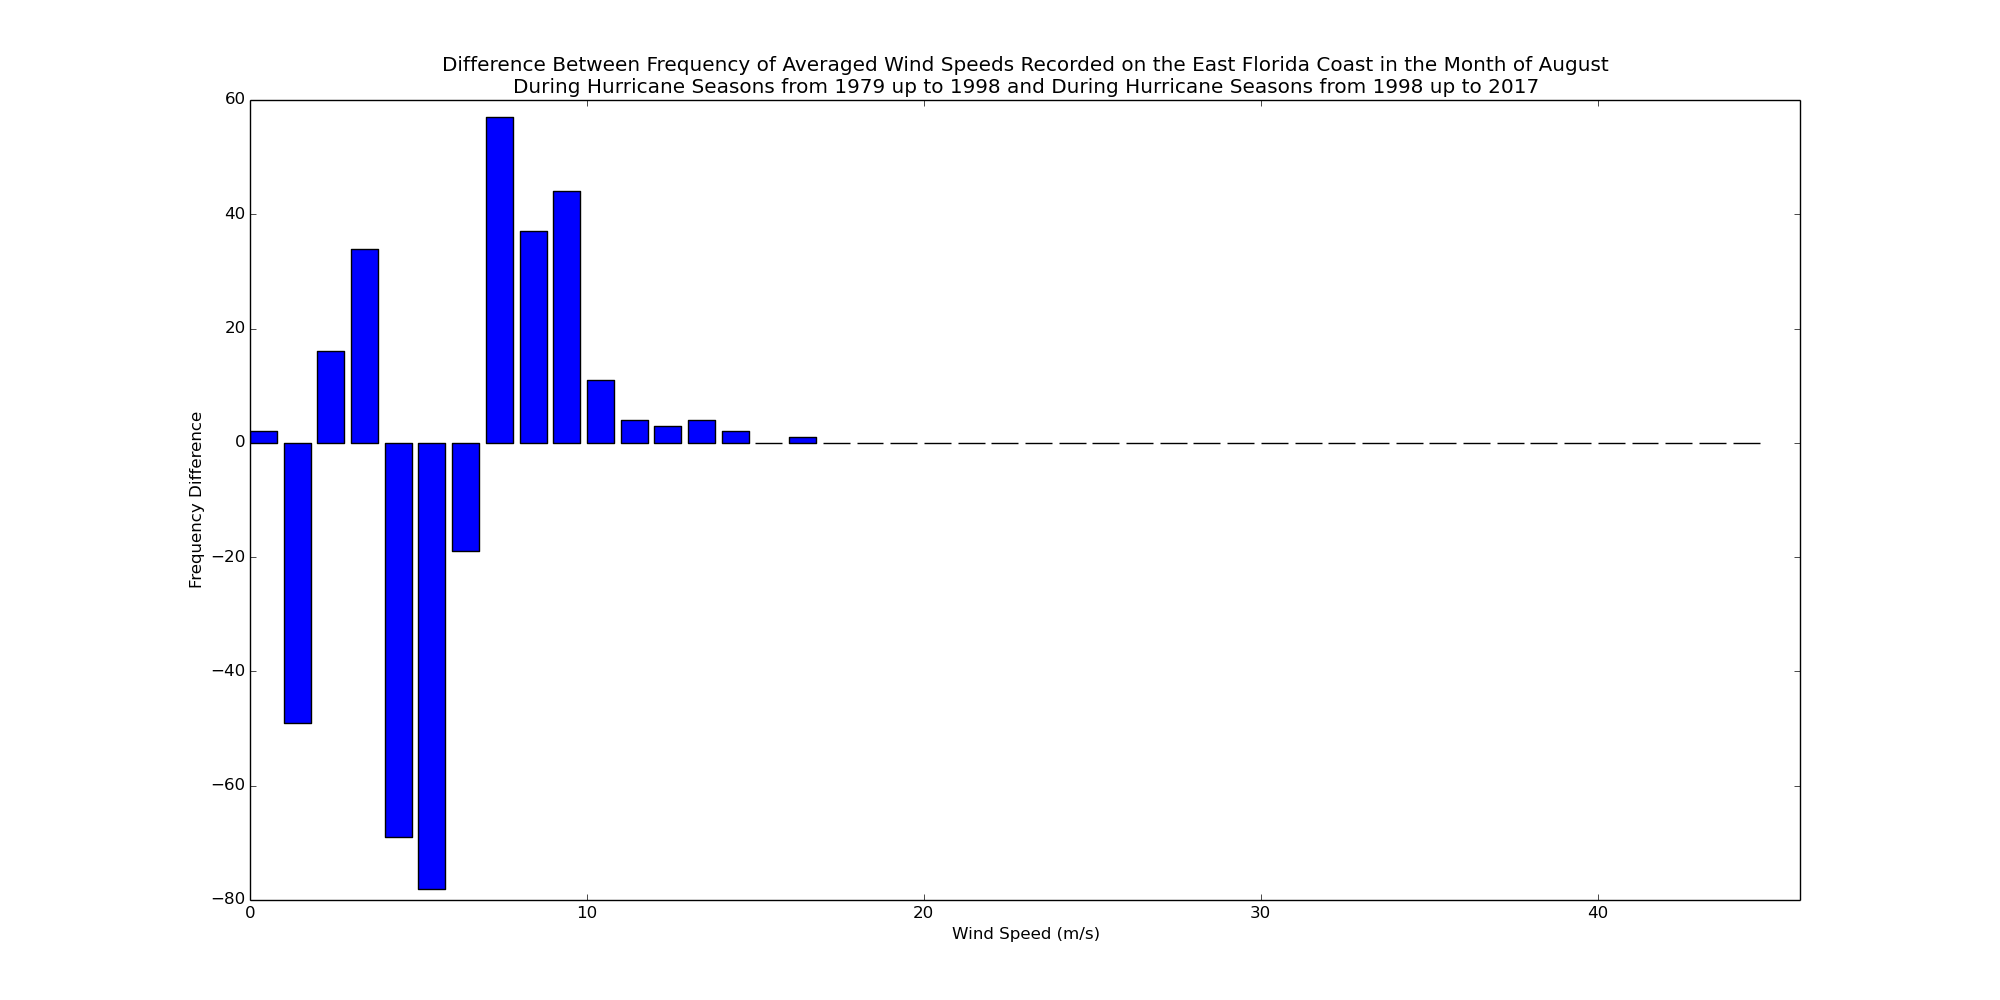 Difference Between Frequency of Averaged Wind Speeds Recorded on the East Florida Coast in the Month of August
During Hurricane Seasons from 1979 up to 1998 and During Hurricane Seasons from 1998 up to 2017
60
40
20
0
−20
−40
−60
−80
Frequency Difference
0 10 20 30 40
Wind Speed (m/s)